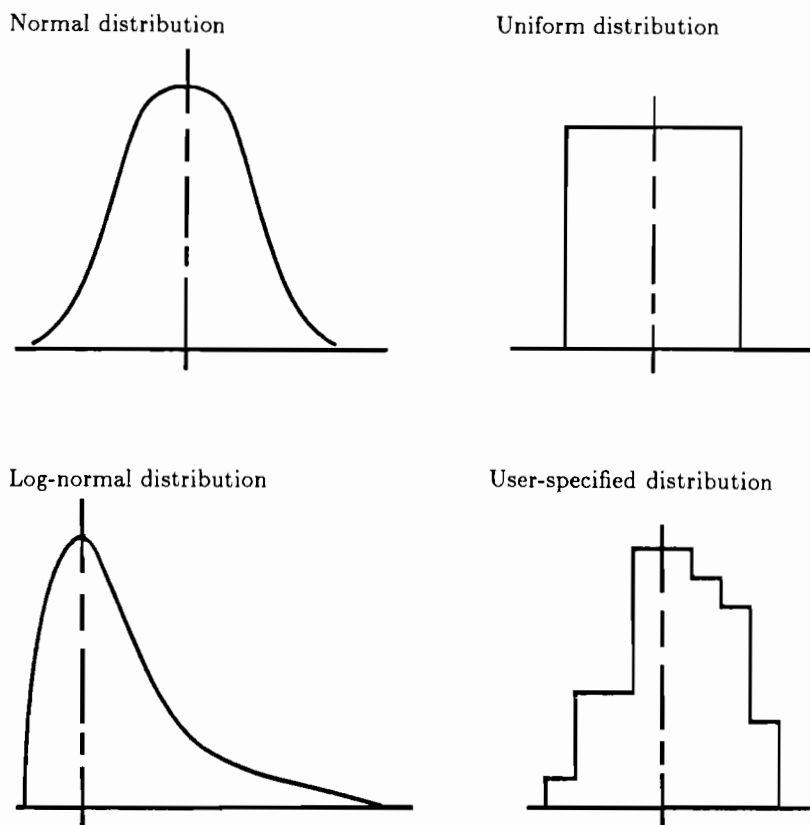 Normal distribution
Uniform distribution
Log-normal distribution
User-specified distribution